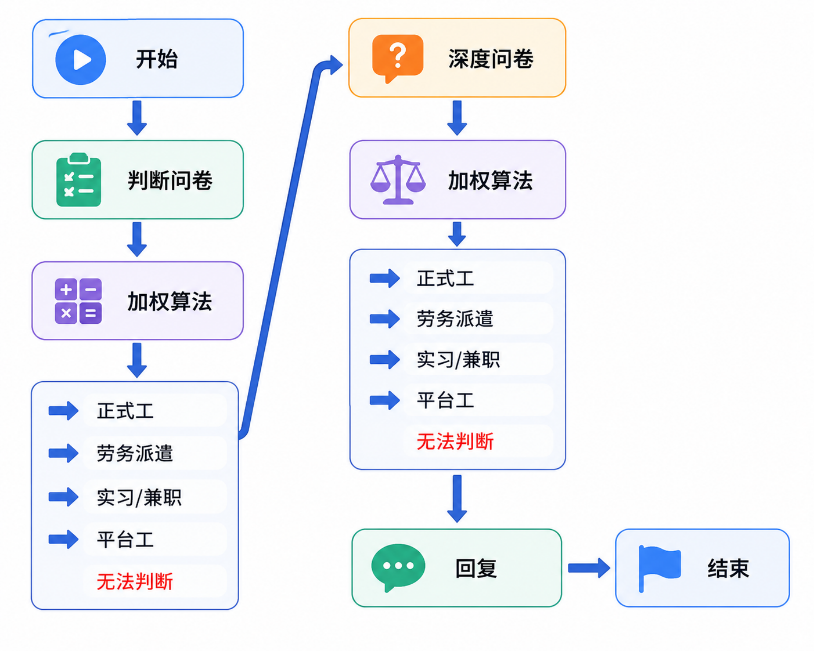 开始
判断问卷
加权算法
正式工
劳务派遣
实习/兼职
平台工
无法判断
?
深度问卷
加权算法
正式工
劳务派遣
实习/兼职
平台工
无法判断
回复
结束